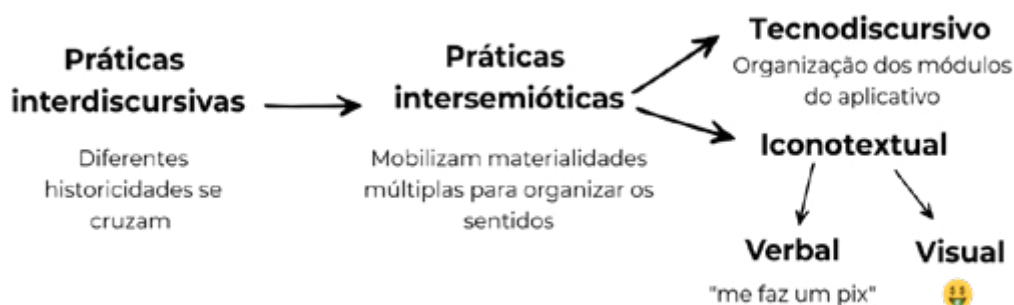 Práticas
interdiscursivas
Diferentes
historicidades se
cruzam
Práticas
intersemióticas
Mobilizam materialidades
múltiplas para organizar os
sentidos
Tecnodiscursivo
Organização dos módulos
do aplicativo
Iconotextual
Verbal
"me faz um pix"
Visual